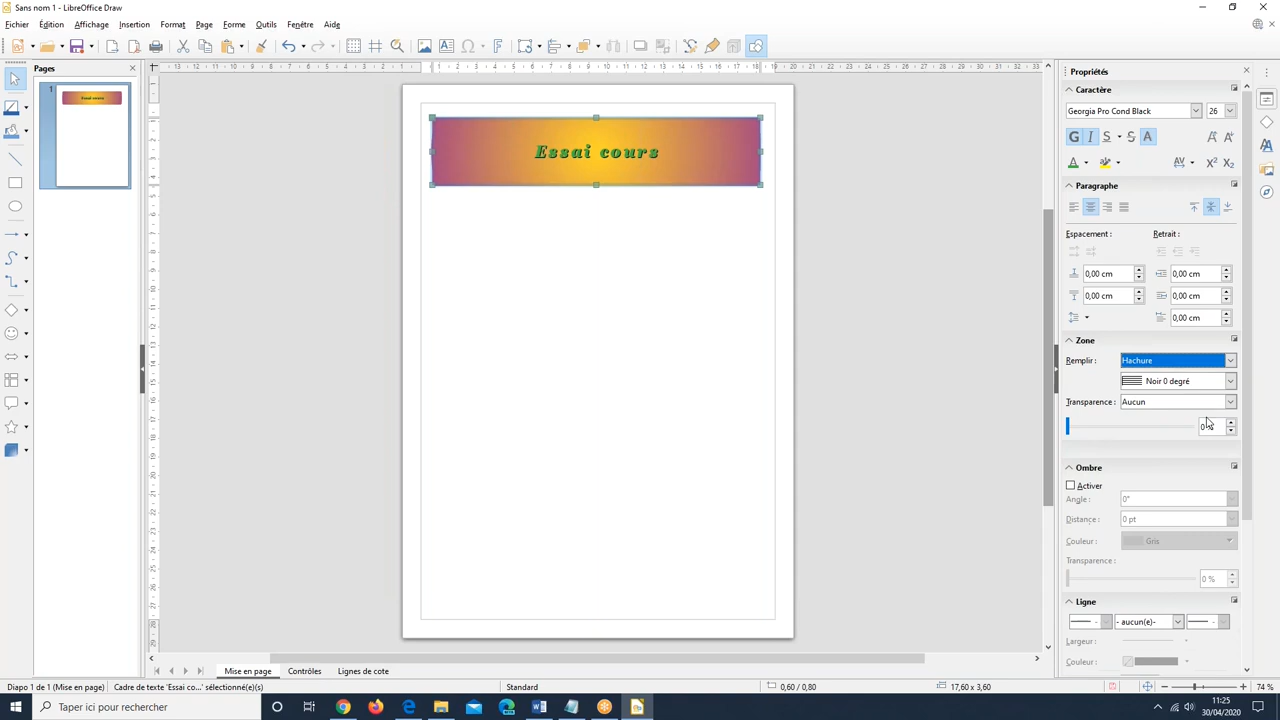 Sans nom 1 - LibreOffice Draw
Fichier Édition Affichage Insertion Format Page Forme Outils Fenêtre Aide
Pages
1
Essai cours
Essai cours
Propriétés
Caractère
Georgia Pro Cond Black 26
Paragraphe
Espacement : Retrait :
0,00 cm 0,00 cm
0,00 cm 0,00 cm
0,00 cm
Zone
Remplir : Hachure
Noir 0 degré
Transparence : Aucun
Ombre
Activer
Angle : 0°
Distance : 0 pt
Couleur : Gris
Transparence :
0 %
Ligne
- aucun(e)-
Largeur :
Couleur :
Mise en page Contrôles Lignes de cote
Diapo 1 de 1 (Mise en page) Cadre de texte 'Essai co...' sélectionné(e)(s) Standard 0,60 / 0,80 17,60 x 3,60 74 %
Taper ici pour rechercher
11:25
30/04/2020